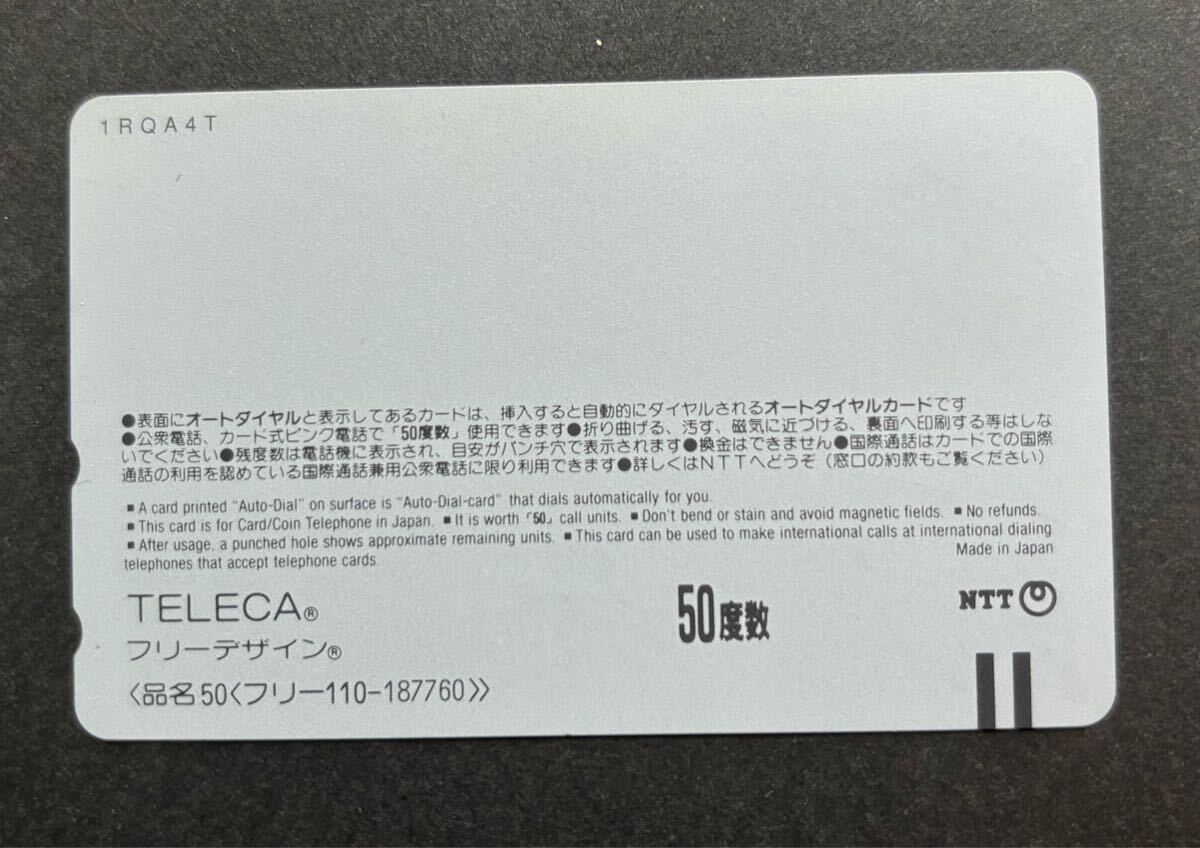 1RQA4T
●表面にオートダイヤルと表示してあるカードは、挿入すると自動的にダイヤルされるオートダイヤルカードです
●公衆電話、カード式ピンク電話で「50度数」使用できます●折り曲げる、汚す、磁気に近づける、裏面へ印刷する等はしな
いでください●残度数は電話機に表示され、目安がパンチ穴で表示されます●換金はできません●国際通話はカードでの国際
通話の利用を認めている国際通話兼用公衆電話に限り利用できます●詳しくはNTTへどうぞ(窓口の約款もご覧ください)
■A card printed "Auto-Dial" on surface is "Auto-Dial-card" that dials automatically for you.
■This card is for Card/Coin Telephone in Japan. ■It is worth「50」call units. ■Don't bend or stain and avoid magnetic fields. ■No refunds.
■After usage, a punched hole shows approximate remaining units. ■This card can be used to make international calls at international dialing
telephones that accept telephone cards.
Made in Japan
TELECA®
フリーデザイン®
〈品名50〈フリー110-187760〉〉
50度数
NTT